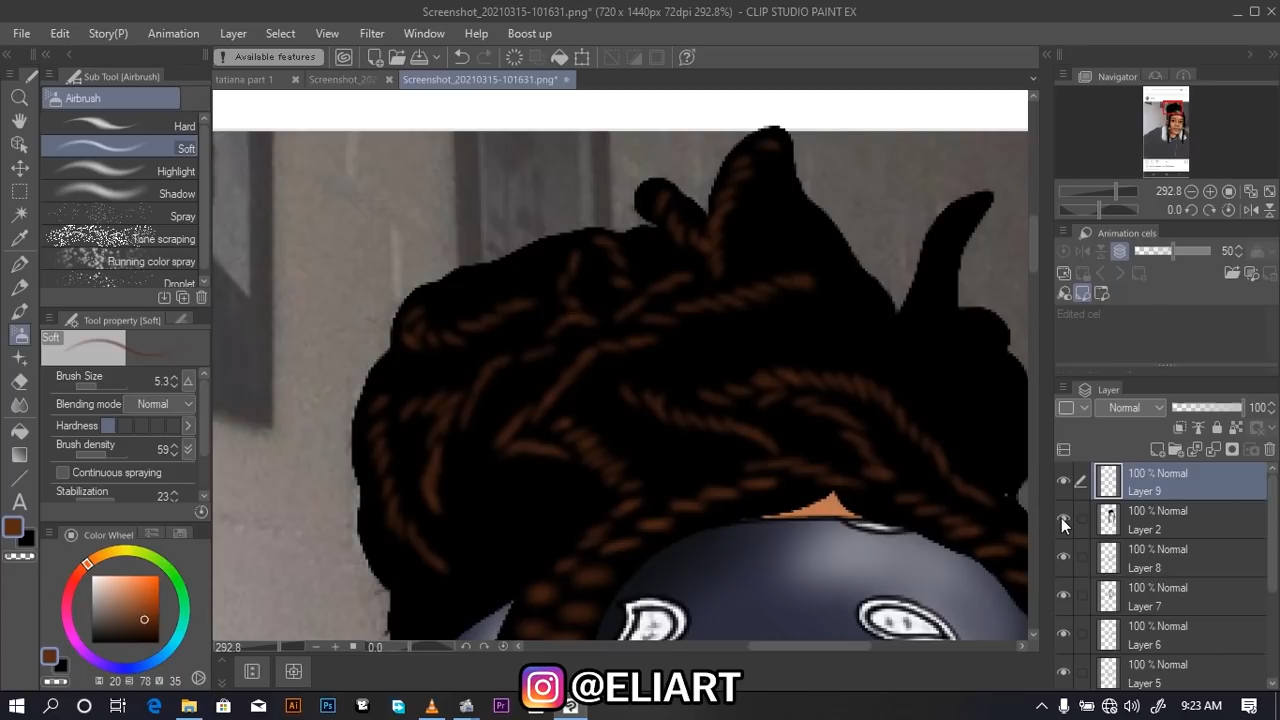 Screenshot_20210315-101631.png* (720 x 1440px 72dpi 292.8%) - CLIP STUDIO PAINT EX
File Edit Story(P) Animation Layer Select View Filter Window Help Boost up
Available features
Sub Tool [Airbrush]
tatiana part 1
Screenshot_202
Screenshot_20210315-101631.png*
Navigator
Airbrush
Hard
Soft
Highlight
Shadow
Spray
Tone scraping
Running color spray
Droplet
292.8
0.0
Animation cels
50
Edited cel
Tool property [Soft]
Soft
Brush Size 5.3
Blending mode Normal
Hardness
Brush density 59
Continuous spraying
Stabilization 23
Layer
Normal 100
100 % Normal
Layer 9
100 % Normal
Layer 2
100 % Normal
Layer 8
100 % Normal
Layer 7
100 % Normal
Layer 6
100 % Normal
Layer 5
Color Wheel
H 20 S 78 V 35
292.8 0.0
@ELIART
9:23 AM